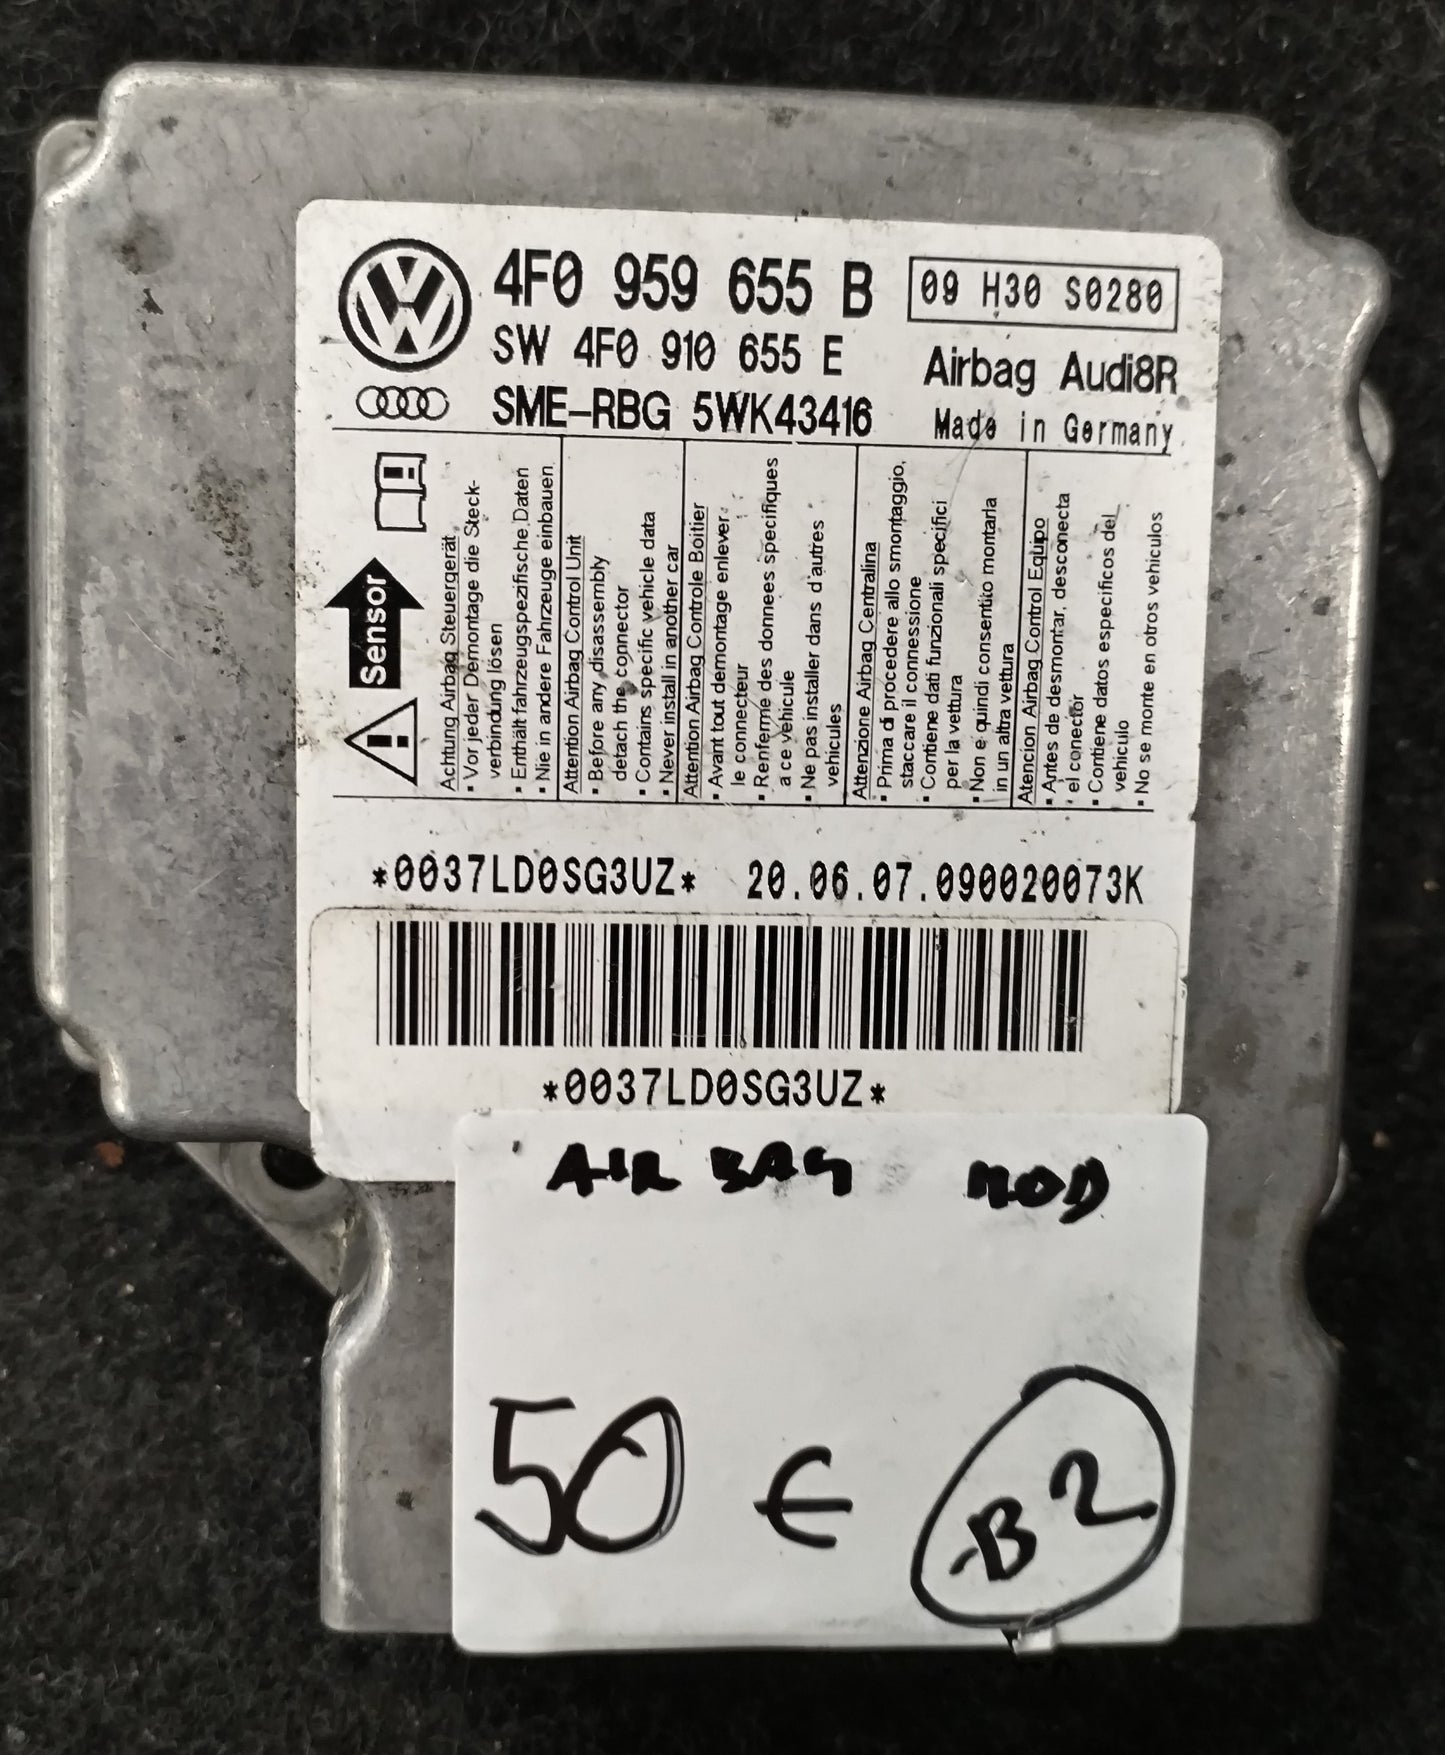 4F0 959 655 B
09 H30 S0280
SW 4F0 910 655 E
Airbag Audi8R
SME-RBG 5WK43416
Made in Germany
Sensor
Achtung Airbag Steuergerät
▪ Vor jeder Demontage die Steck-
verbindung lösen
▪ Enthält fahrzeugspezifische Daten
▪ Nie in andere Fahrzeuge einbauen
Attention Airbag Control Unit
▪ Before any disassembly
detach the connector
▪ Contains specific vehicle data
▪ Never install in another car
Attention Airbag Controle Boitier
▪ Avant tout demontage enlever
le connecteur
▪ Renferme des donnees specifiques
a ce vehicule
▪ Ne pas installer dans d'autres
vehicules
Attenzione Airbag Centralina
▪ Prima di procedere allo smontaggio,
staccare il connessione
▪ Contiene dati funzionali specifici
per la vettura
▪ Non e quindi consentito montarla
in un altra vettura
Atencion Airbag Control Equipo
▪ Antes de desmontar, desconecta
el conector
▪ Contiene datos especificos del
vehiculo
▪ No se monte en otros vehiculos
*0037LD0SG3UZ* 20.06.07.090020073K
*0037LD0SG3UZ*
AIR BAG MOD
50 €
B2